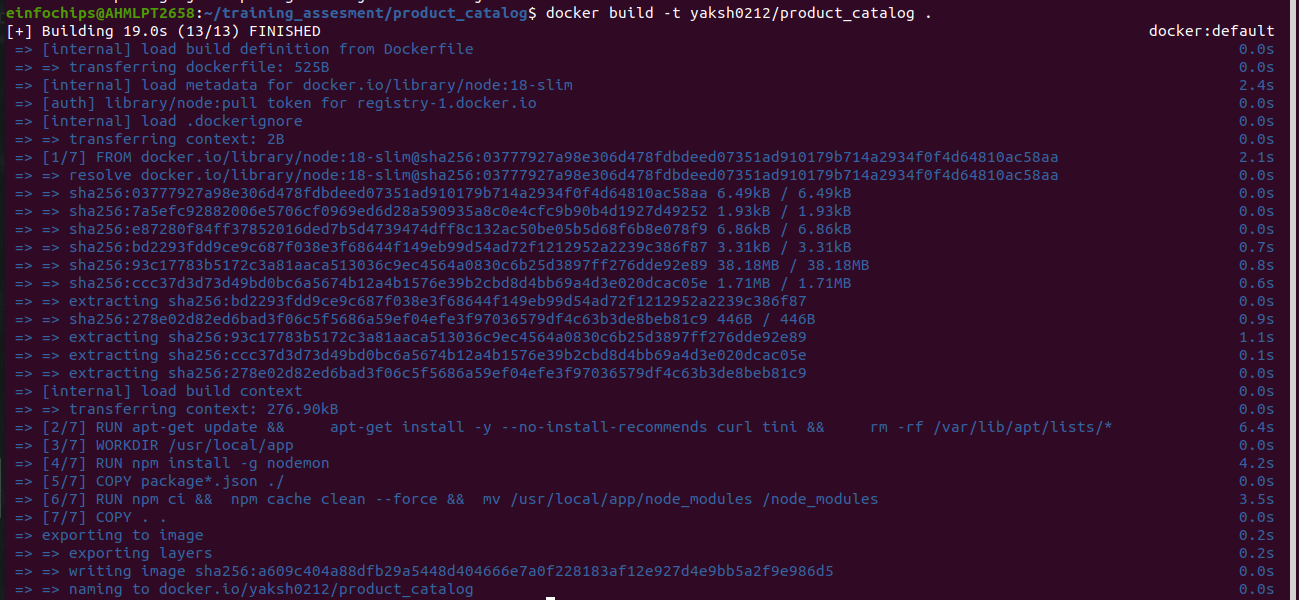 einfochips@AHMLPT2658:~/training_assesment/product_catalog$ docker build -t yaksh0212/product_catalog .
[+] Building 19.0s (13/13) FINISHED docker:default
=> [internal] load build definition from Dockerfile 0.0s
=> => transferring dockerfile: 525B 0.0s
=> [internal] load metadata for docker.io/library/node:18-slim 2.4s
=> [auth] library/node:pull token for registry-1.docker.io 0.0s
=> [internal] load .dockerignore 0.0s
=> => transferring context: 2B 0.0s
=> [1/7] FROM docker.io/library/node:18-slim@sha256:03777927a98e306d478fdbdeed07351ad910179b714a2934f0f4d64810ac58aa 2.1s
=> => resolve docker.io/library/node:18-slim@sha256:03777927a98e306d478fdbdeed07351ad910179b714a2934f0f4d64810ac58aa 0.0s
=> => sha256:03777927a98e306d478fdbdeed07351ad910179b714a2934f0f4d64810ac58aa 6.49kB / 6.49kB 0.0s
=> => sha256:7a5efc92882006e5706cf0969ed6d28a590935a8c0e4cfc9b90b4d1927d49252 1.93kB / 1.93kB 0.0s
=> => sha256:e87280f84ff37852016ded7b5d4739474dff8c132ac50be05b5d68f6b8e078f9 6.86kB / 6.86kB 0.0s
=> => sha256:bd2293fdd9ce9c687f038e3f68644f149eb99d54ad72f1212952a2239c386f87 3.31kB / 3.31kB 0.7s
=> => sha256:93c17783b5172c3a81aaca513036c9ec4564a0830c6b25d3897ff276dde92e89 38.18MB / 38.18MB 0.8s
=> => sha256:ccc37d3d73d49bd0bc6a5674b12a4b1576e39b2cbd8d4bb69a4d3e020dcac05e 1.71MB / 1.71MB 0.6s
=> => extracting sha256:bd2293fdd9ce9c687f038e3f68644f149eb99d54ad72f1212952a2239c386f87 0.0s
=> => sha256:278e02d82ed6bad3f06c5f5686a59ef04efe3f97036579df4c63b3de8beb81c9 446B / 446B 0.9s
=> => extracting sha256:93c17783b5172c3a81aaca513036c9ec4564a0830c6b25d3897ff276dde92e89 1.1s
=> => extracting sha256:ccc37d3d73d49bd0bc6a5674b12a4b1576e39b2cbd8d4bb69a4d3e020dcac05e 0.1s
=> => extracting sha256:278e02d82ed6bad3f06c5f5686a59ef04efe3f97036579df4c63b3de8beb81c9 0.0s
=> [internal] load build context 0.0s
=> => transferring context: 276.90kB 0.0s
=> [2/7] RUN apt-get update &&     apt-get install -y --no-install-recommends curl tini &&     rm -rf /var/lib/apt/lists/* 6.4s
=> [3/7] WORKDIR /usr/local/app 0.0s
=> [4/7] RUN npm install -g nodemon 4.2s
=> [5/7] COPY package*.json ./ 0.0s
=> [6/7] RUN npm ci &&  npm cache clean --force &&  mv /usr/local/app/node_modules /node_modules 3.5s
=> [7/7] COPY . . 0.0s
=> exporting to image 0.2s
=> => exporting layers 0.2s
=> => writing image sha256:a609c404a88dfb29a5448d404666e7a0f228183af12e927d4e9bb5a2f9e986d5 0.0s
=> => naming to docker.io/yaksh0212/product_catalog 0.0s